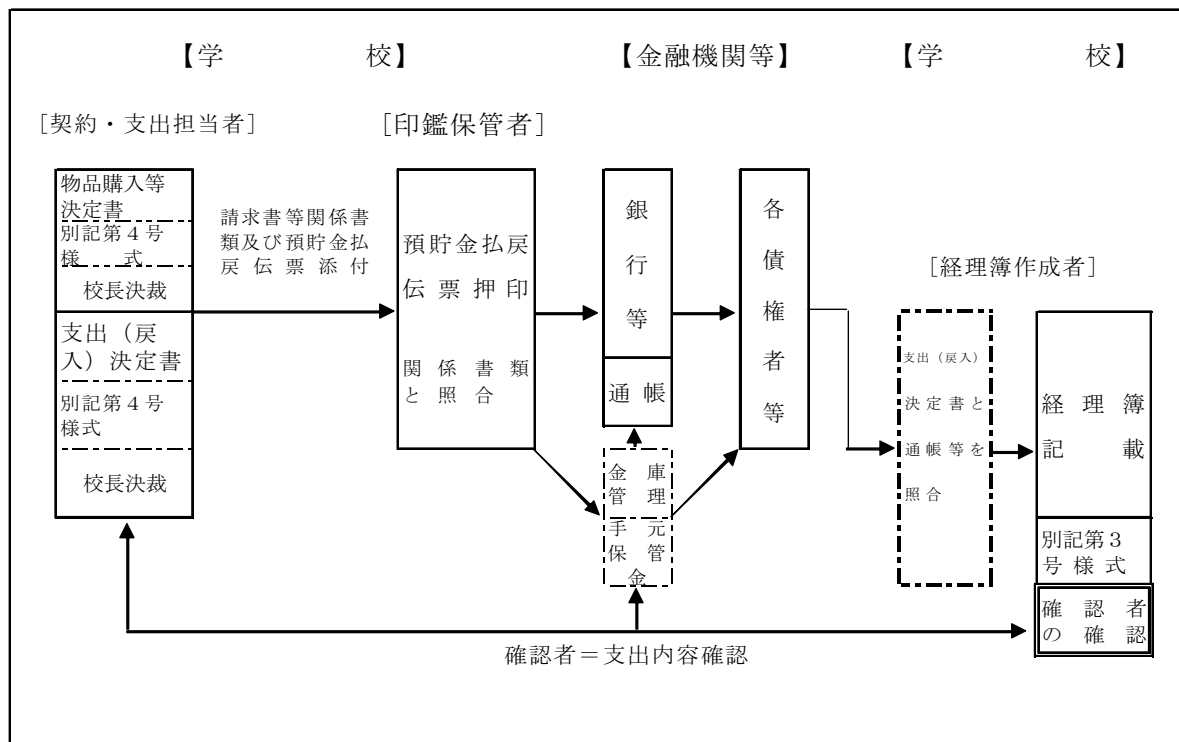 【学　　　校】
【金融機関等】
【学　　　校】
［契約・支出担当者］
［印鑑保管者］
物品購入等
決定書
別記第４号
様　　式
校長決裁
支出（戻
入）決定書
別記第４号
様式
校長決裁
請求書等関係書
類及び預貯金払
戻伝票添付
預貯金払戻
伝票押印
関係書類
と照合
銀
行
等
通帳
金庫
管理
手元
保管
金
各
債
権
者
等
［経理簿作成者］
支出（戻入）
決定書と
通帳等を
照合
経理簿
記載
別記第３
号様式
確認者
の確認
確認者＝支出内容確認